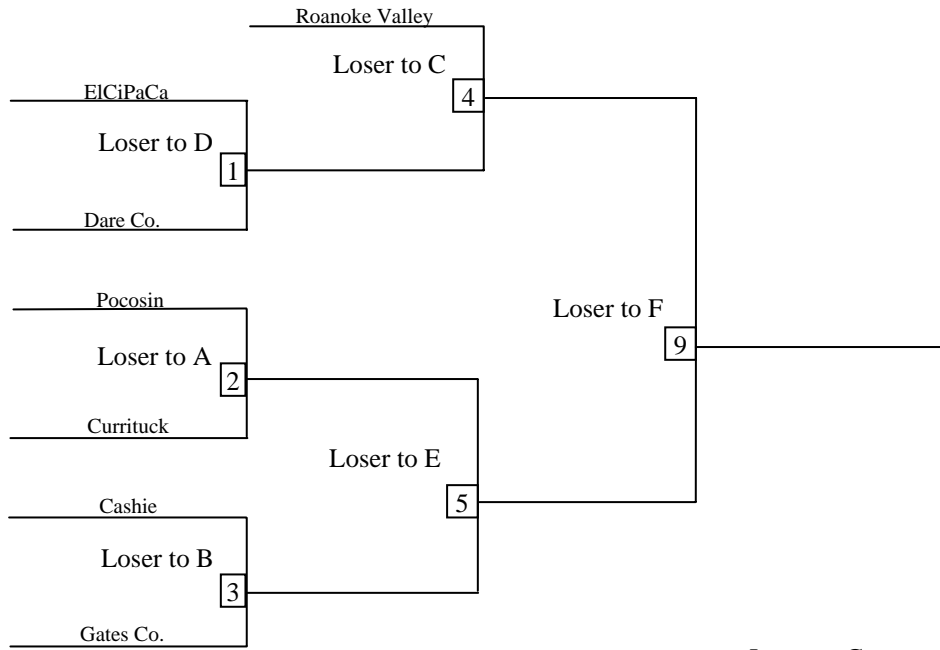 Roanoke Valley
Loser to C
4
ElCiPaCa
Loser to D
1
Dare Co.
Pocosin
Loser to A
2
Currituck
Loser to F
9
Loser to E
5
Cashie
Loser to B
3
Gates Co.